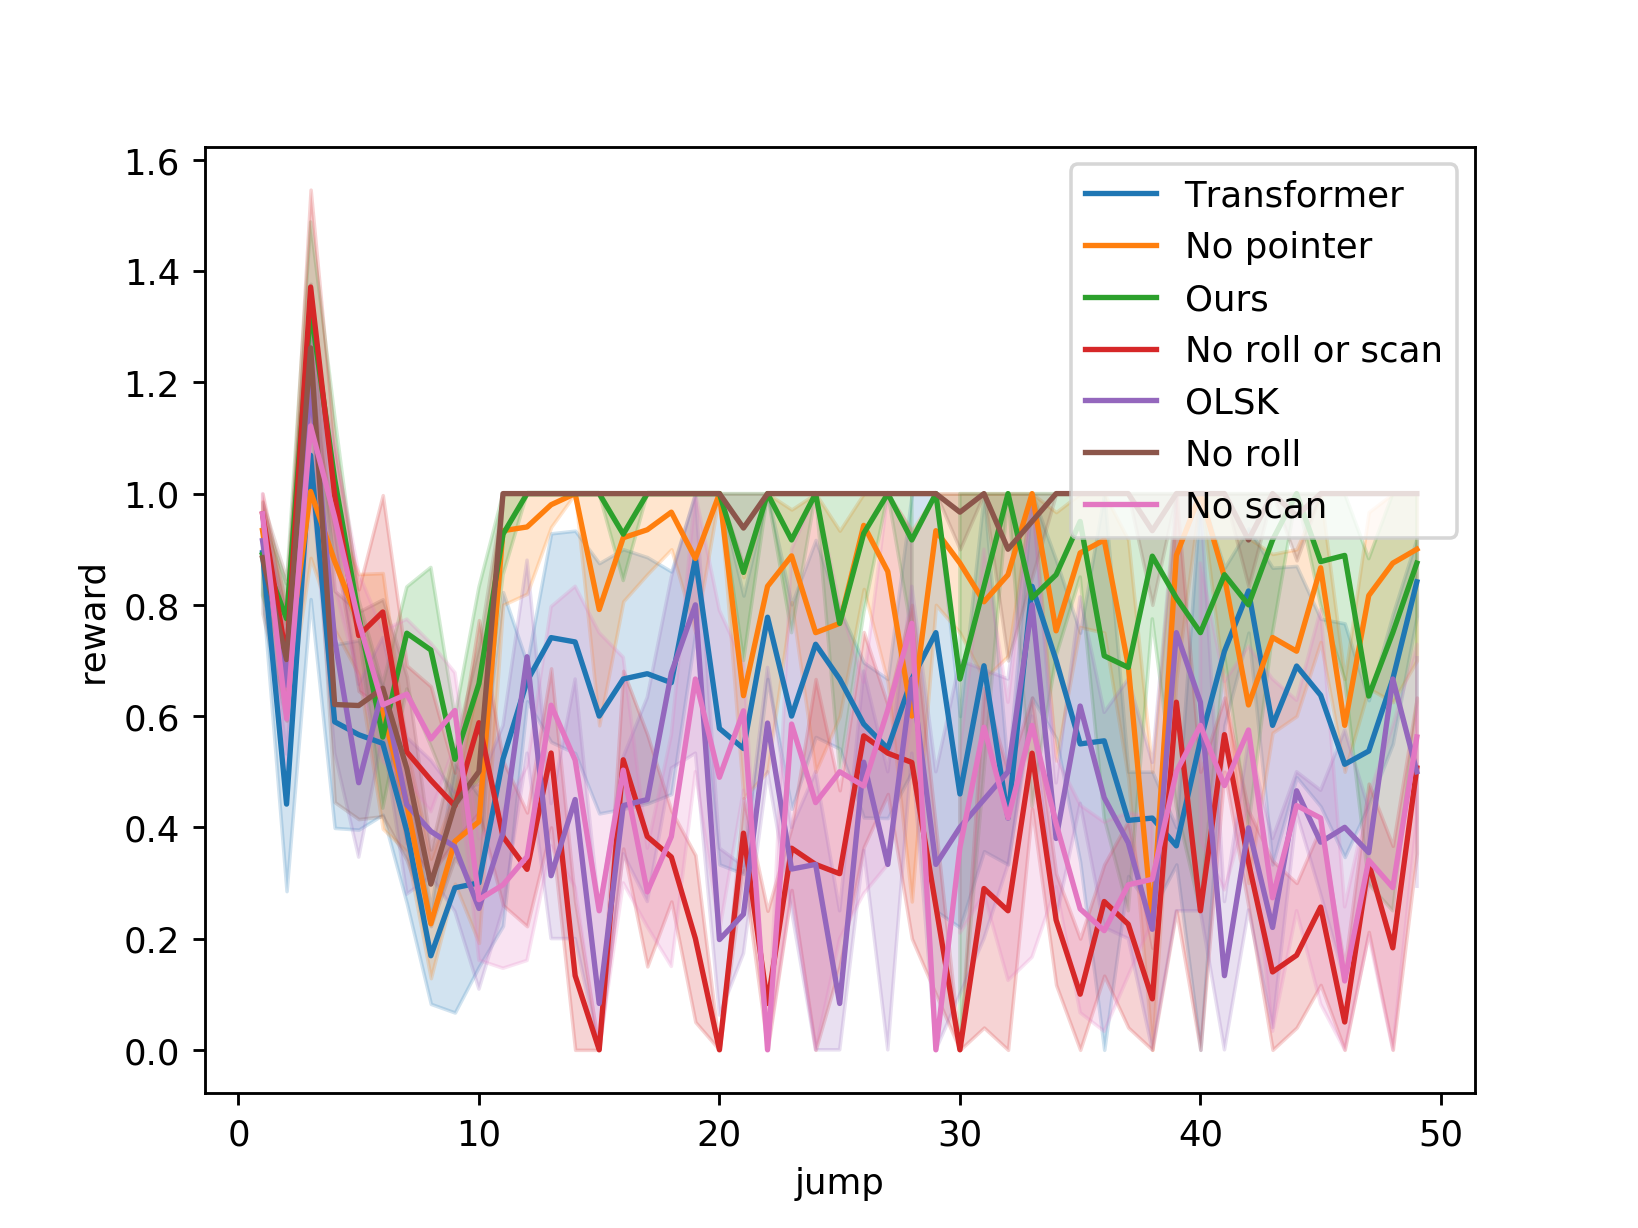 1.6
1.4
1.2
1.0
0.8
0.6
0.4
0.2
0.0
reward
0 10 20 30 40 50
jump
Transformer
No pointer
Ours
No roll or scan
OLSK
No roll
No scan